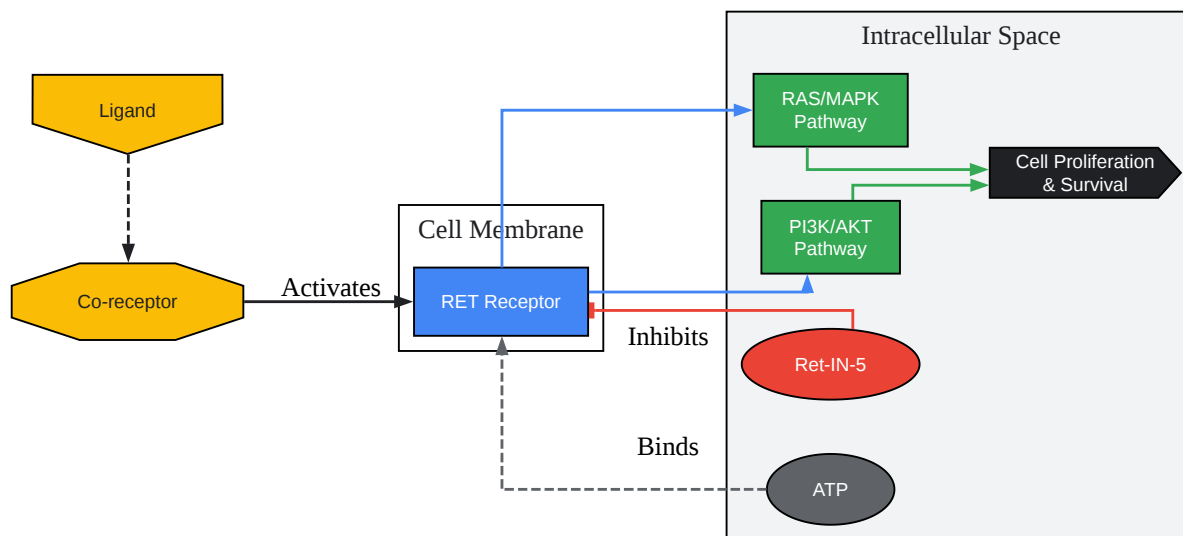 Intracellular Space
Ligand
RAS/MAPK
Pathway
Cell Proliferation
& Survival
Cell Membrane
PI3K/AKT
Pathway
Co-receptor
Activates
RET Receptor
Inhibits
Ret-IN-5
Binds
ATP